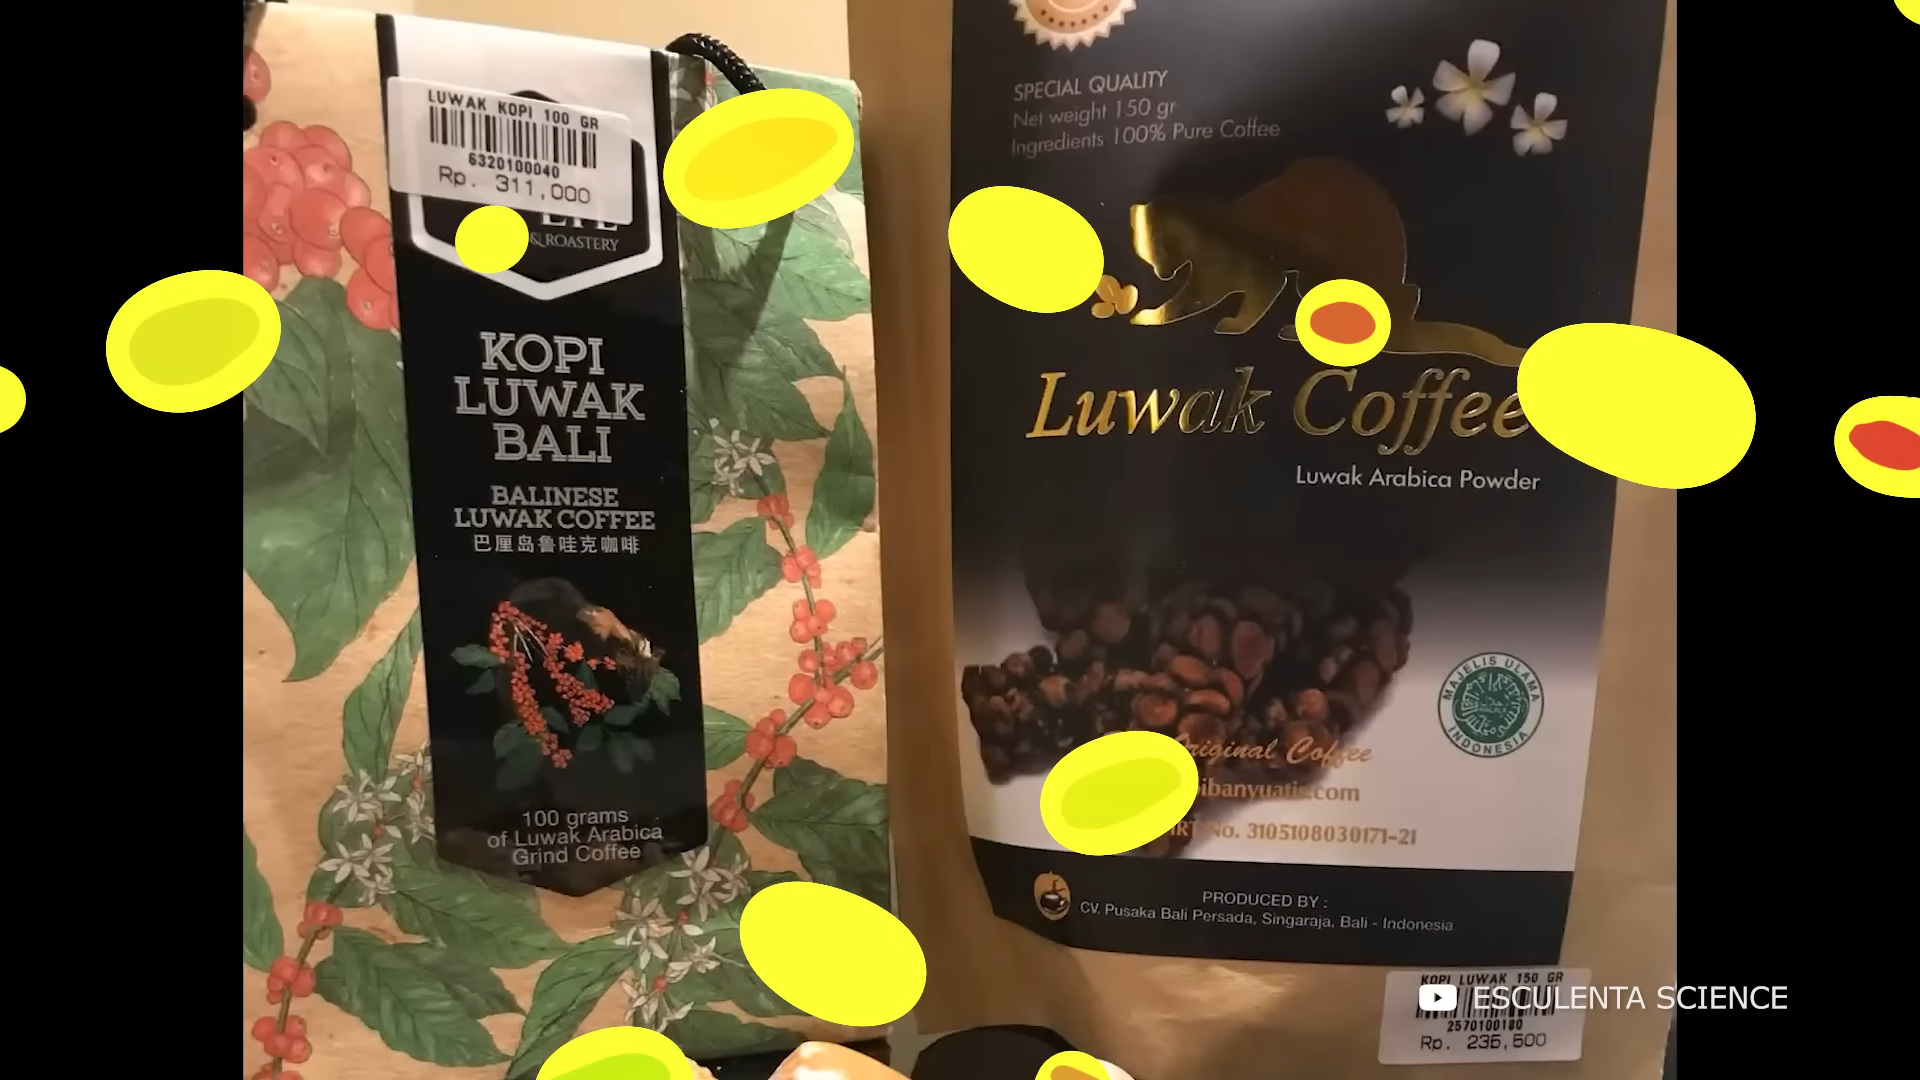 LUWAK KOPI 100 GR
6320100040
Rp. 311,000
& ROASTERY
KOPI
LUWAK
BALI
BALINESE
LUWAK COFFEE
巴厘岛鲁哇克咖啡
100 grams
of Luwak Arabica
Grind Coffee
SPECIAL QUALITY
Net weight 150 gr
Ingredients 100% Pure Coffee
Luwak Coffee
Luwak Arabica Powder
MAJELIS ULAMA
INDONESIA
Original Coffee
No. 3105108030171-21
PRODUCED BY :
CV. Pusaka Bali Persada, Singaraja, Bali - Indonesia
KOPI LUWAK 150 GR
2570100180
Rp. 235,500
ESCULENTA SCIENCE